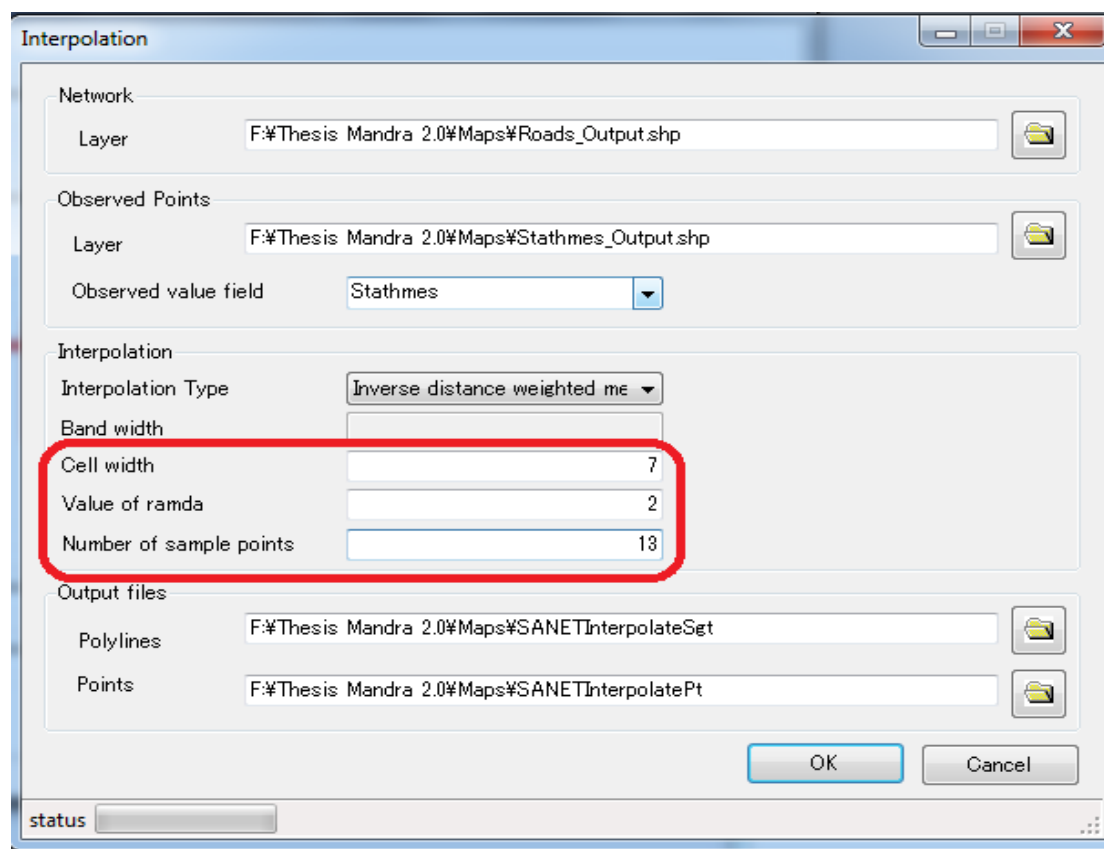 Interpolation
Network
Layer F:¥Thesis Mandra 2.0¥Maps¥Roads_Output.shp
Observed Points
Layer F:¥Thesis Mandra 2.0¥Maps¥Stathmes_Output.shp
Observed value field Stathmes
Interpolation
Interpolation Type Inverse distance weighted me
Band width
Cell width 7
Value of ramda 2
Number of sample points 13
Output files
Polylines F:¥Thesis Mandra 2.0¥Maps¥SANETInterpolateSgt
Points F:¥Thesis Mandra 2.0¥Maps¥SANETInterpolatePt
OK Cancel
status